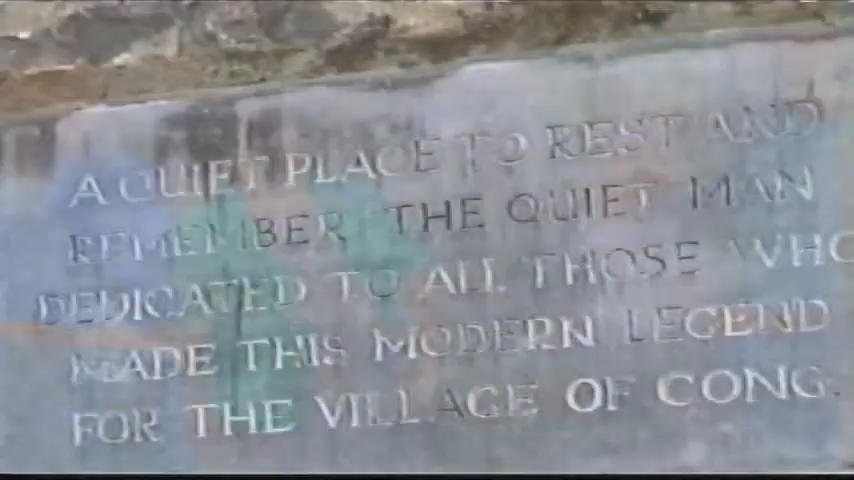 A QUIET PLACE TO REST AND
REMEMBER THE QUIET MAN
DEDICATED TO ALL THOSE WHO
MADE THIS MODERN LEGEND
FOR THE VILLAGE OF CONG.